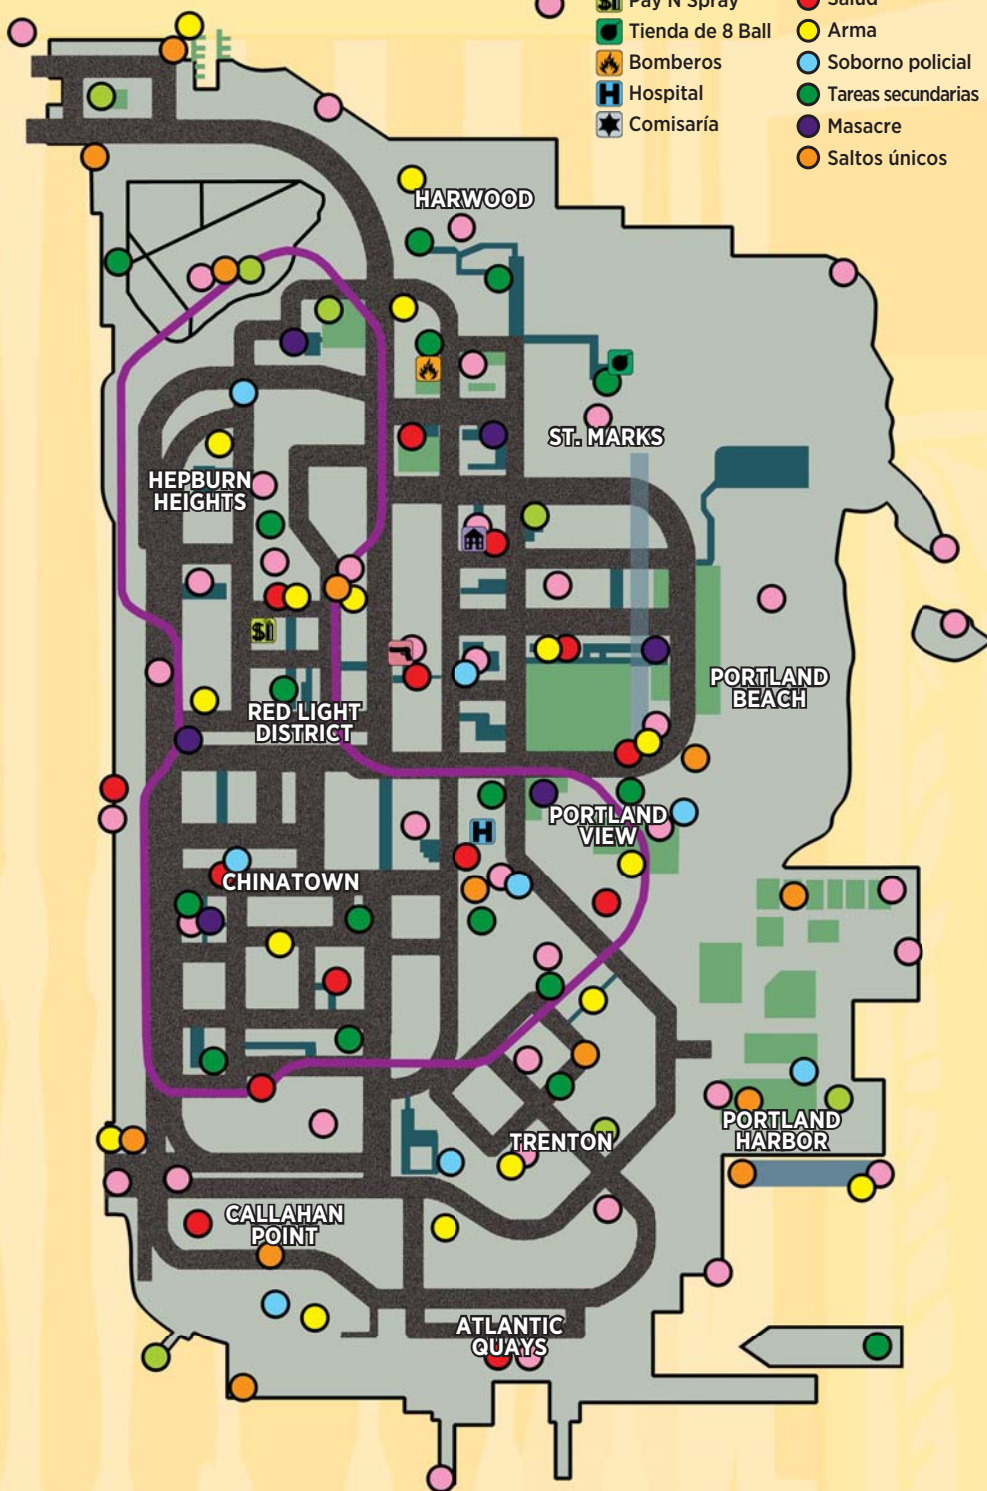 Pay N Spray
Salud
Tienda de 8 Ball
Arma
Bomberos
Soborno policial
H
Hospital
Tareas secundarias
Comisaría
Masacre
Saltos únicos
HARWOOD
ST. MARKS
HEPBURN
HEIGHTS
$
PORTLAND
BEACH
RED LIGHT
DISTRICT
PORTLAND
VIEW
H
CHINATOWN
PORTLAND
HARBOR
TRENTON
CALLAHAN
POINT
ATLANTIC
QUAYS